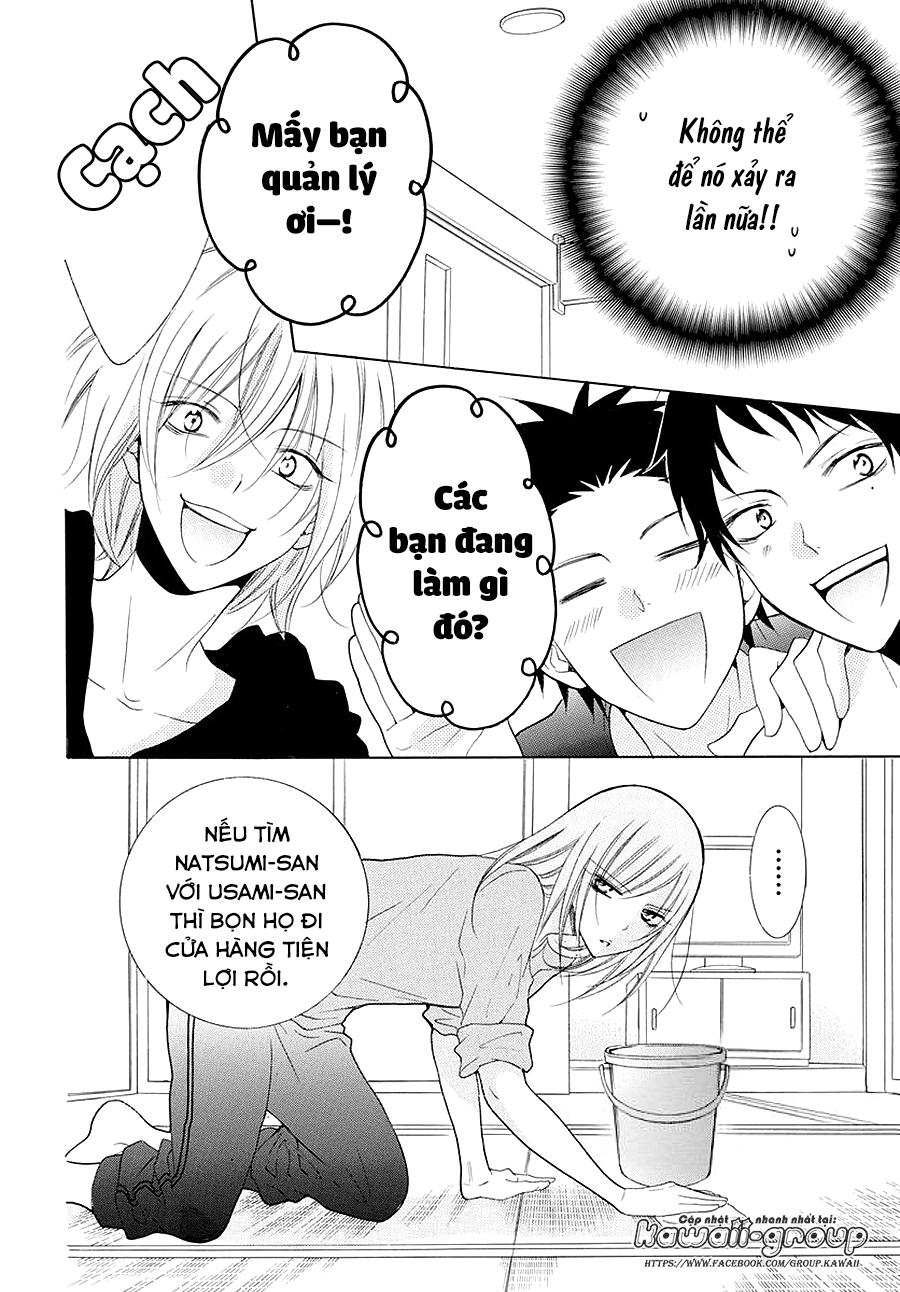 Không thể
để nó xảy ra
lần nữa!!
Cạch
Mấy bạn
quản lý
ơi—!
Các
bạn đang
làm gì
đó?
......
NẾU TÌM
NATSUMI-SAN
VỚI USAMI-SAN
THÌ BỌN HỌ ĐI
CỬA HÀNG TIỆN
LỢI RỒI.
Cập nhật nhanh nhất tại:
kawaii-group
HTTPS://WWW.FACEBOOK.COM/GROUP.KAWAII